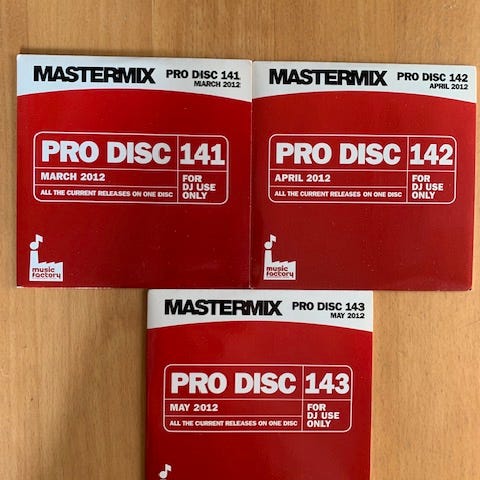 MASTERMIX PRO DISC 141
MARCH 2012
PRO DISC 141
MARCH 2012
ALL THE CURRENT RELEASES ON ONE DISC
FOR
DJ USE
ONLY
music
factory
MASTERMIX PRO DISC 142
APRIL 2012
PRO DISC 142
APRIL 2012
ALL THE CURRENT RELEASES ON ONE DISC
FOR
DJ USE
ONLY
music
factory
MASTERMIX PRO DISC 143
MAY 2012
PRO DISC 143
MAY 2012
ALL THE CURRENT RELEASES ON ONE DISC
FOR
DJ USE
ONLY